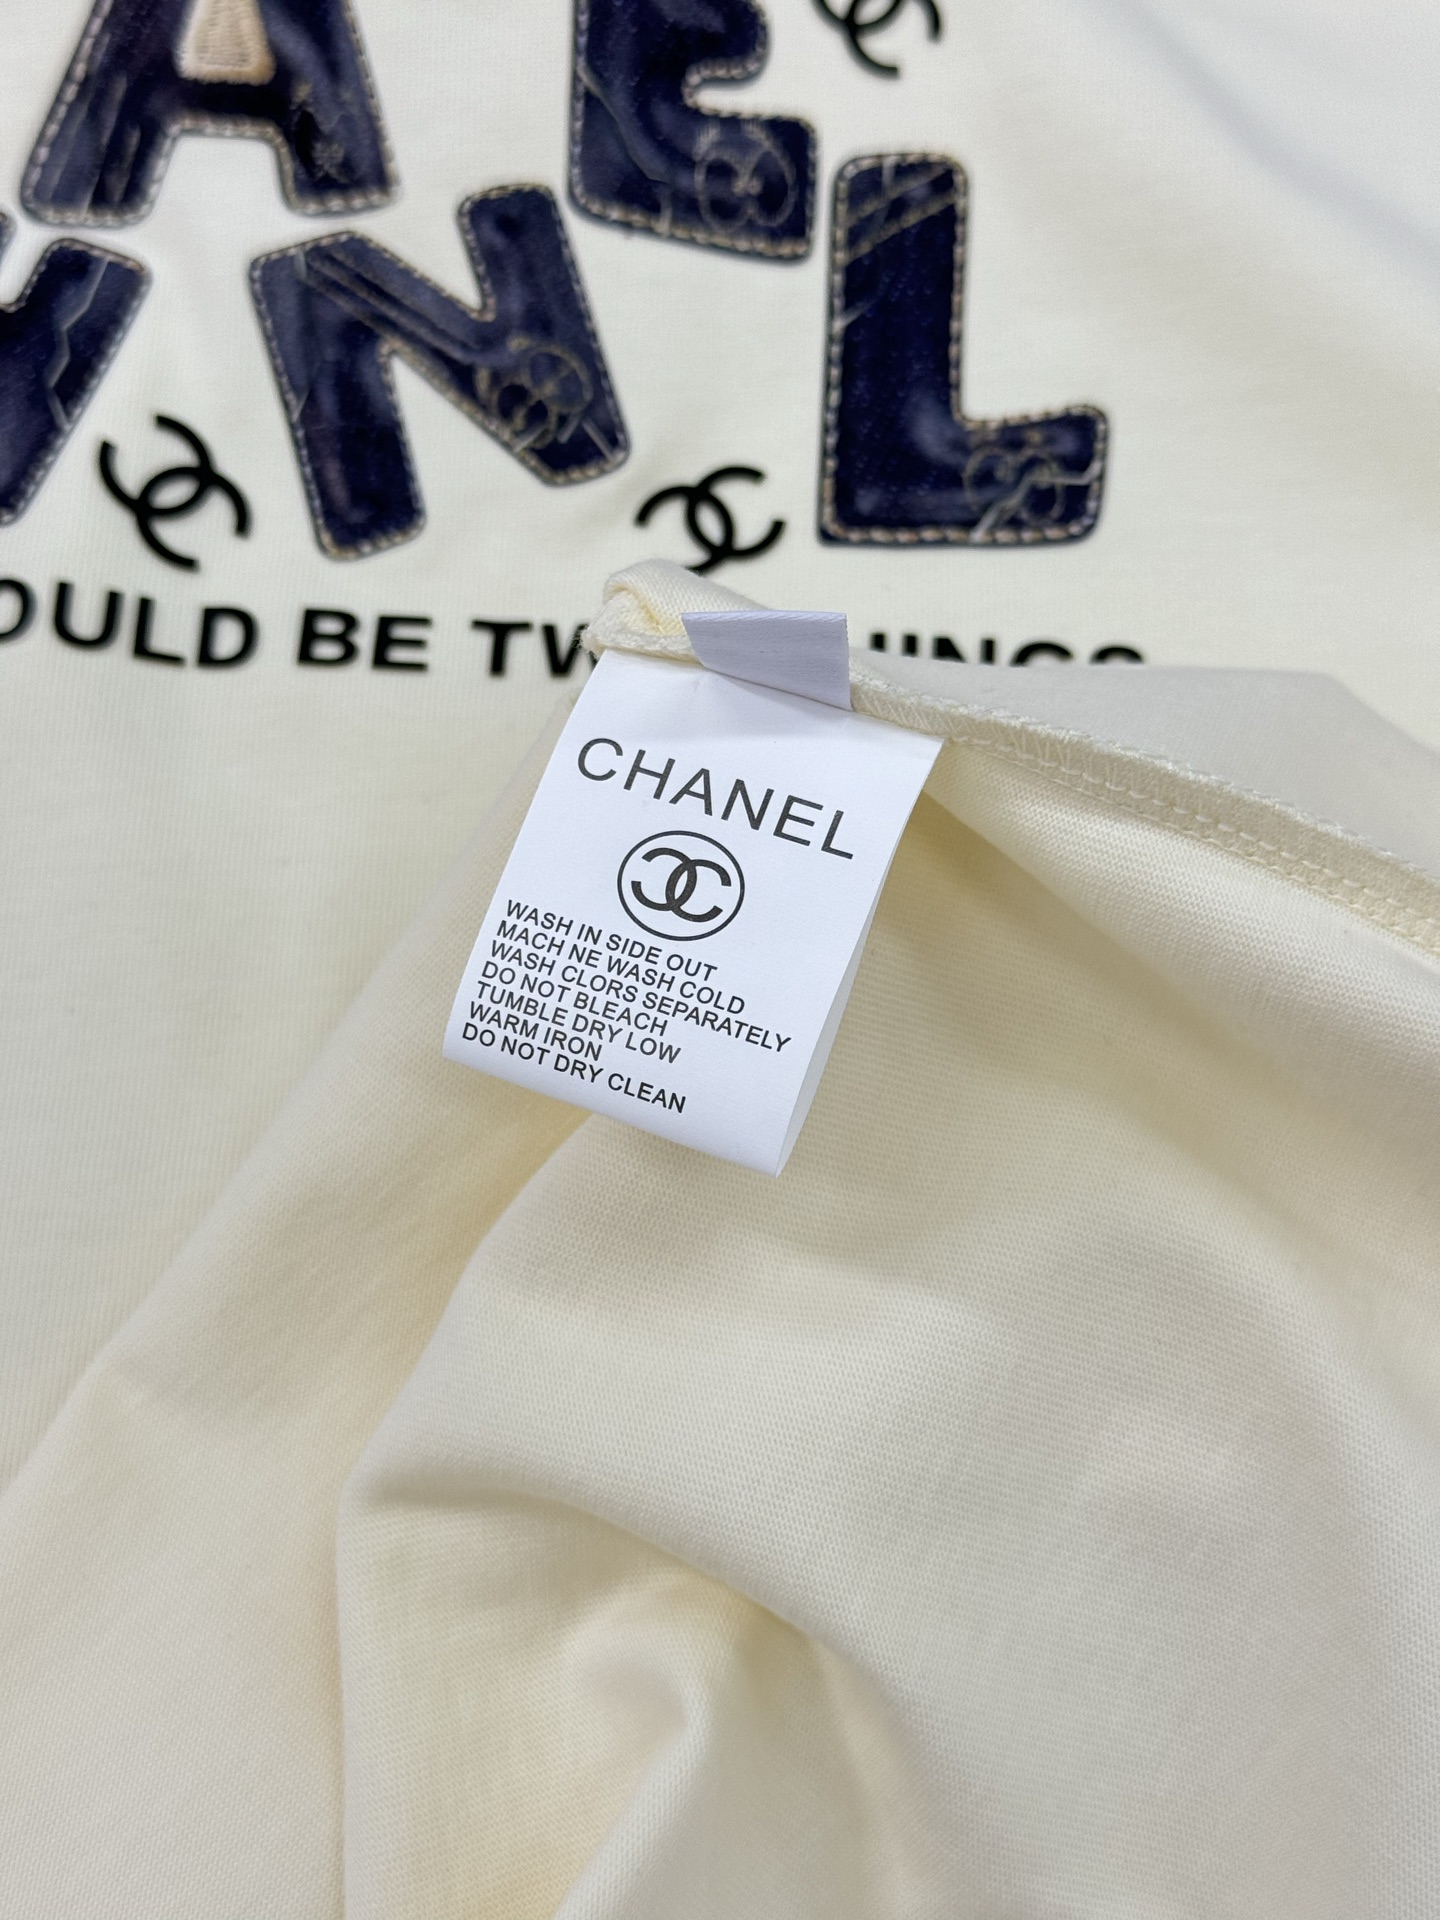 A E
N L
OULD BE TW
CHANEL
WASH IN SIDE OUT
MACH NE WASH COLD
WASH CLORS SEPARATELY
DO NOT BLEACH
TUMBLE DRY LOW
WARM IRON
DO NOT DRY CLEAN